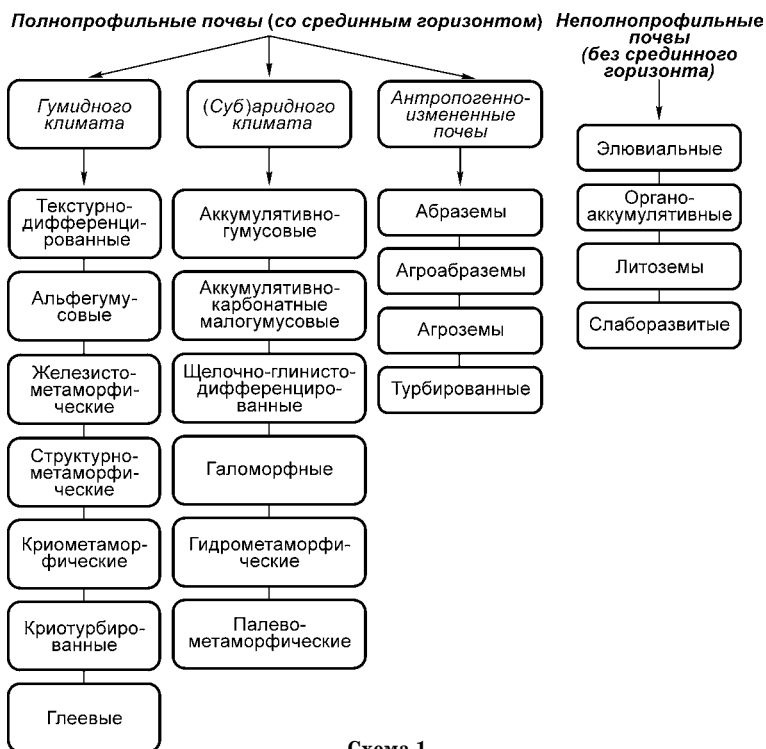 Полнопрофильные почвы (со срединным горизонтом)
Неполнопрофильные
почвы
(без срединного
горизонта)
Гумидного
климата
(Суб)аридного
климата
Антропогенно-
измененные
почвы
Текстурно-
дифференци-
рованные
Альфегуму-
совые
Железисто-
метаморфи-
ческие
Структурно-
метаморфи-
ческие
Криометамор-
фические
Криотурбиро-
ванные
Глеевые
Аккумулятивно-
гумусовые
Аккумулятивно-
карбонатные
малогумусовые
Щелочно-глинисто-
дифференциро-
ванные
Галоморфные
Гидрометаморфи-
ческие
Палево-
метаморфические
Абраземы
Агроабраземы
Агроземы
Турбированные
Элювиальные
Органо-
аккумулятивные
Литоземы
Слаборазвитые
Схема 1